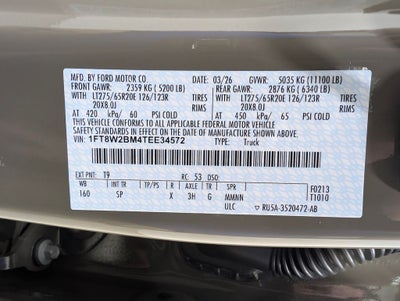 MFD. BY FORD MOTOR CO. 03/26 GVWR: 5035 KG (11100 LB)
FRONT GAWR: 2359 KG ( 5200 LB) REAR GAWR: 2876 KG ( 6340 LB)
WITH LT275/65R20E 126/123R TIRES WITH LT275/65R20E 126/123R TIRES
20X8.0J RIMS 20X8.0J RIMS
AT 420 kPa/ 60 PSI COLD AT 450 kPa/ 65 PSI COLD
THIS VEHICLE CONFORMS TO ALL APPLICABLE FEDERAL MOTOR VEHICLE
SAFETY STANDARDS IN EFFECT ON THE DATE OF MANUFACTURE SHOWN ABOVE.
VIN: 1FT8W2BM4TEE34572 TYPE: Truck
EXT PNT: T9 RC: 53 DSO:
WB INT TR TP/PS R AXLE TR SPR F0213
160 SP X 3H G MMNN T1010
ULC ▽ RU5A-3520472-AB